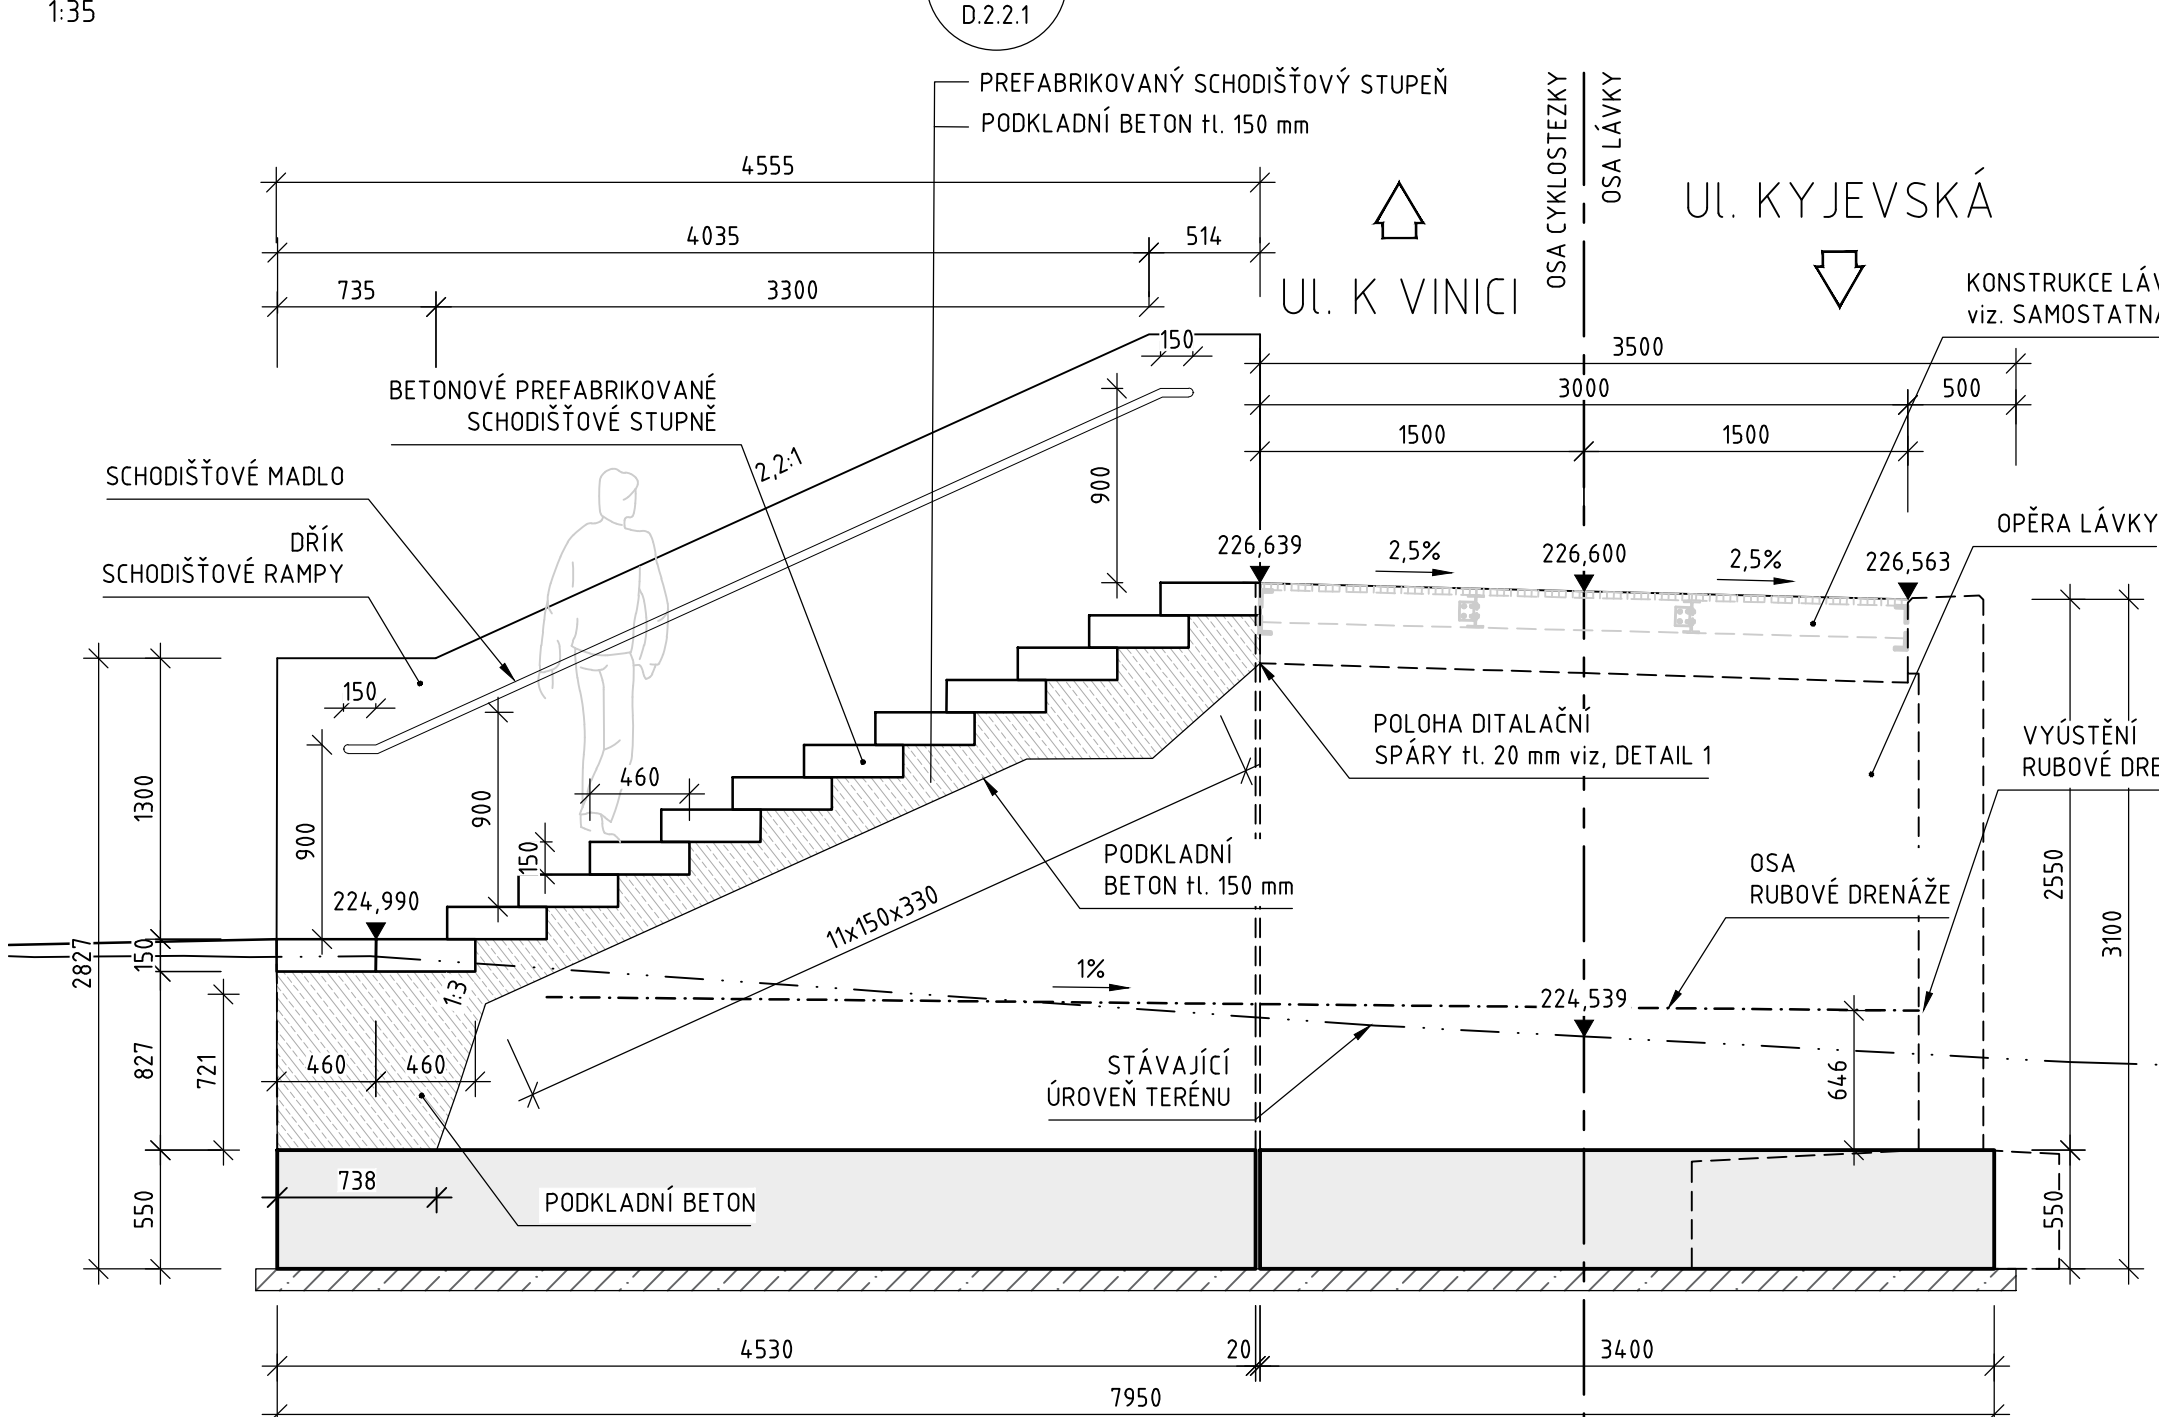 1:35
D.2.2.1
PREFABRIKOVANÝ SCHODIŠŤOVÝ STUPEŇ
PODKLADNÍ BETON tl. 150 mm
OSA CYKLOSTEZKY
OSA LÁVKY
4555
4035
514
735
3300
Ul. K VINICI
Ul. KYJEVSKÁ
KONSTRUKCE LÁV
viz. SAMOSTATNÁ
150
3500
3000
500
1500
1500
BETONOVÉ PREFABRIKOVANÉ
SCHODIŠŤOVÉ STUPNĚ
2,2:1
900
SCHODIŠŤOVÉ MADLO
DŘÍK
SCHODIŠŤOVÉ RAMPY
OPĚRA LÁVKY
226,639
2,5%
226,600
2,5%
226,563
150
POLOHA DITALAČNÍ
SPÁRY tl. 20 mm viz, DETAIL 1
VYÚSTĚNÍ
RUBOVÉ DRE
460
1300
900
900
150
PODKLADNÍ
BETON tl. 150 mm
OSA
RUBOVÉ DRENÁŽE
2550
3100
224,990
11x150x330
2827
150
1:3
1%
224,539
460
460
827
721
STÁVAJÍCÍ
ÚROVEŇ TERÉNU
646
738
PODKLADNÍ BETON
550
550
4530
20
3400
7950